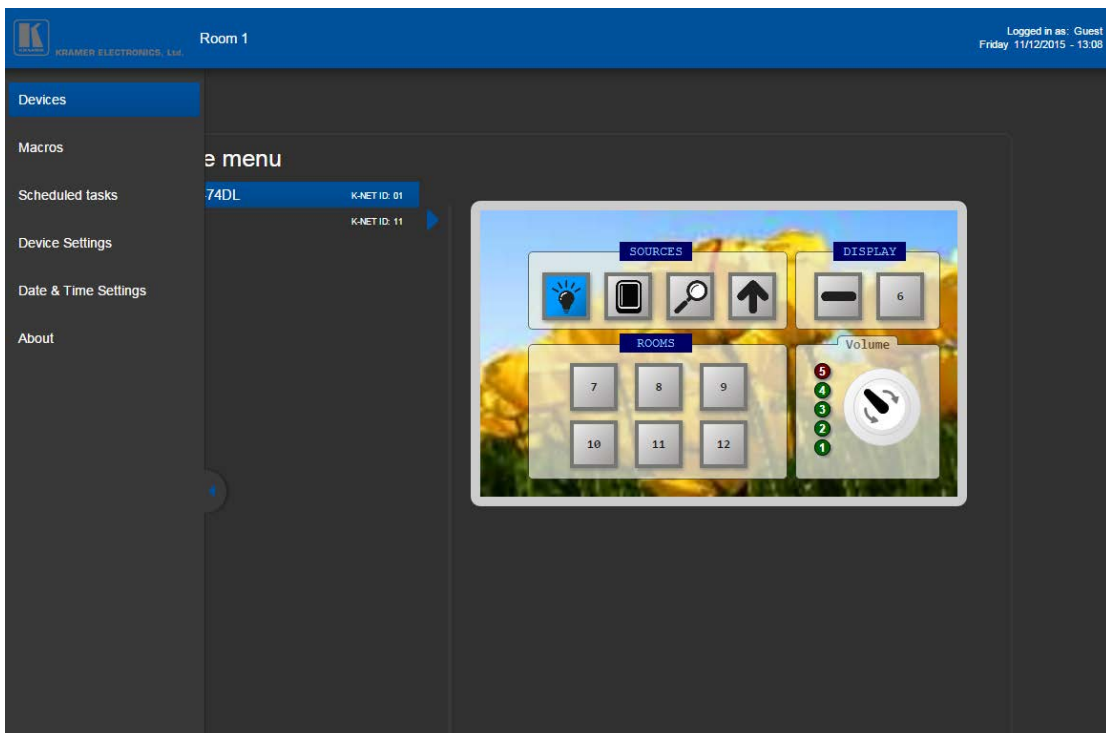 KRAMER ELECTRONICS, Ltd.
Room 1
Logged in as: Guest
Friday 11/12/2015 - 13:08
Devices
Macros
Scheduled tasks
Device Settings
Date & Time Settings
About
e menu
74DL K-NET ID: 01
K-NET ID: 11
SOURCES
DISPLAY
6
ROOMS
7 8 9
10 11 12
Volume
5
4
3
2
1